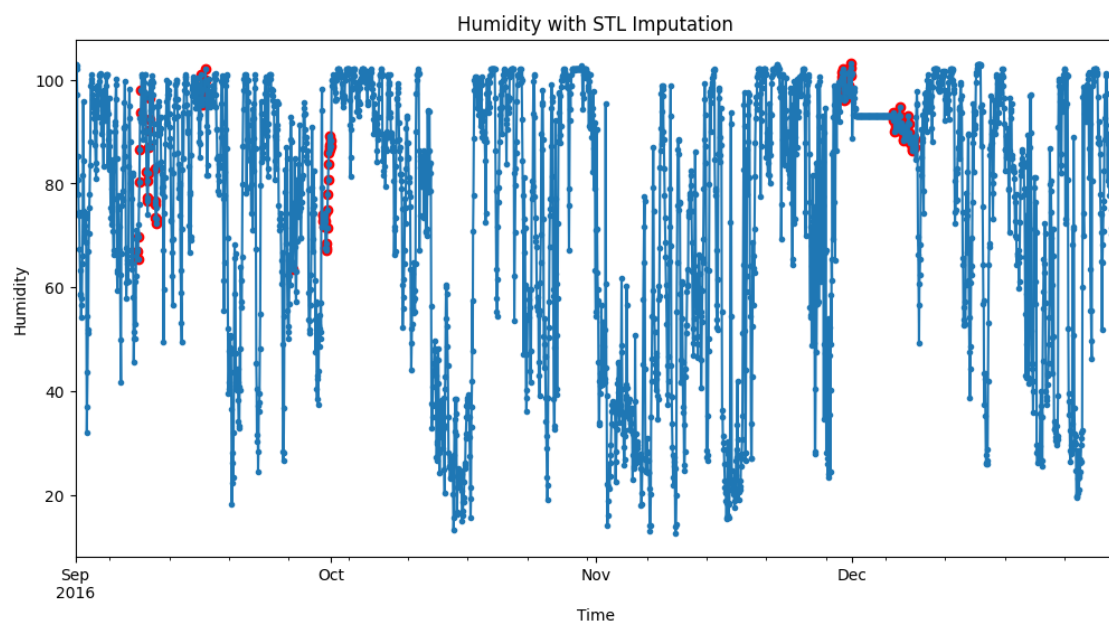 Humidity with STL Imputation
Humidity
100
80
60
40
20
Sep
2016
Oct
Nov
Dec
Time